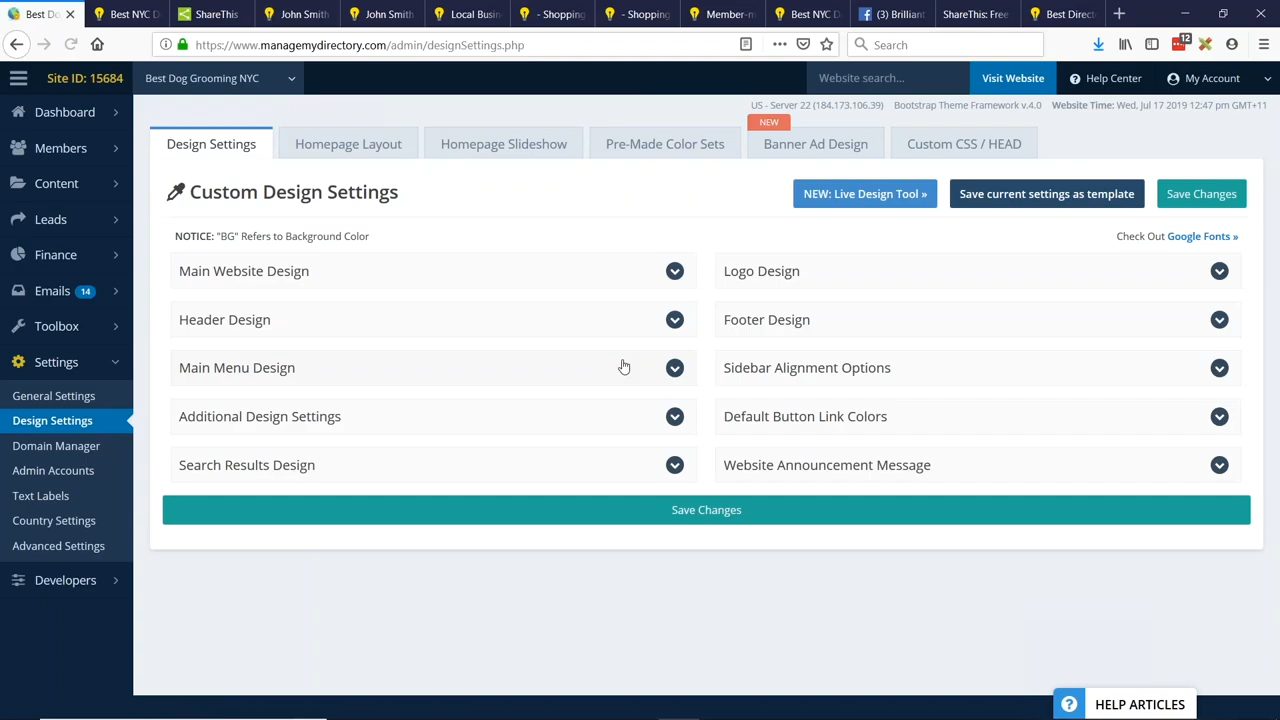 Best Do
Best NYC D
ShareThis
John Smith
John Smith
Local Busin
- Shopping
- Shopping
Member-m
Best NYC D
(3) Brilliant
ShareThis: Free
Best Direct
https://www.managemydirectory.com/admin/designSettings.php
Search
12
Site ID: 15684
Best Dog Grooming NYC
Website search...
Visit Website
Help Center
My Account
US - Server 22 (184.173.106.39)
Bootstrap Theme Framework v.4.0
Website Time: Wed, Jul 17 2019 12:47 pm GMT+11
Dashboard
Members
Content
Leads
Finance
Emails 14
Toolbox
Settings
General Settings
Design Settings
Domain Manager
Admin Accounts
Text Labels
Country Settings
Advanced Settings
Developers
NEW
Design Settings
Homepage Layout
Homepage Slideshow
Pre-Made Color Sets
Banner Ad Design
Custom CSS / HEAD
Custom Design Settings
NEW: Live Design Tool »
Save current settings as template
Save Changes
NOTICE: "BG" Refers to Background Color
Check Out Google Fonts »
Main Website Design
Logo Design
Header Design
Footer Design
Main Menu Design
Sidebar Alignment Options
Additional Design Settings
Default Button Link Colors
Search Results Design
Website Announcement Message
Save Changes
HELP ARTICLES